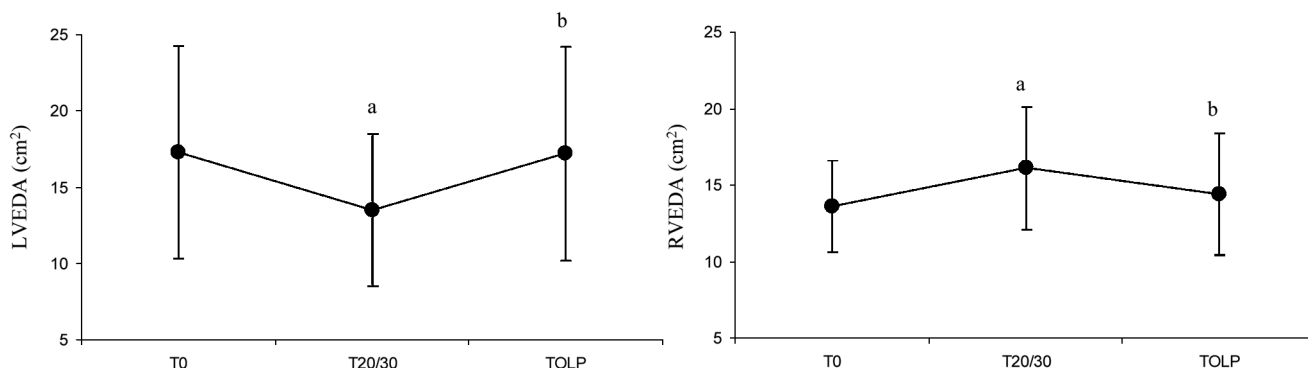 LVEDA (cm²)
25
20
15
10
5
a
b
T0
T20/30
TOLP
RVEDA (cm²)
25
20
15
10
5
a
b
T0
T20/30
TOLP